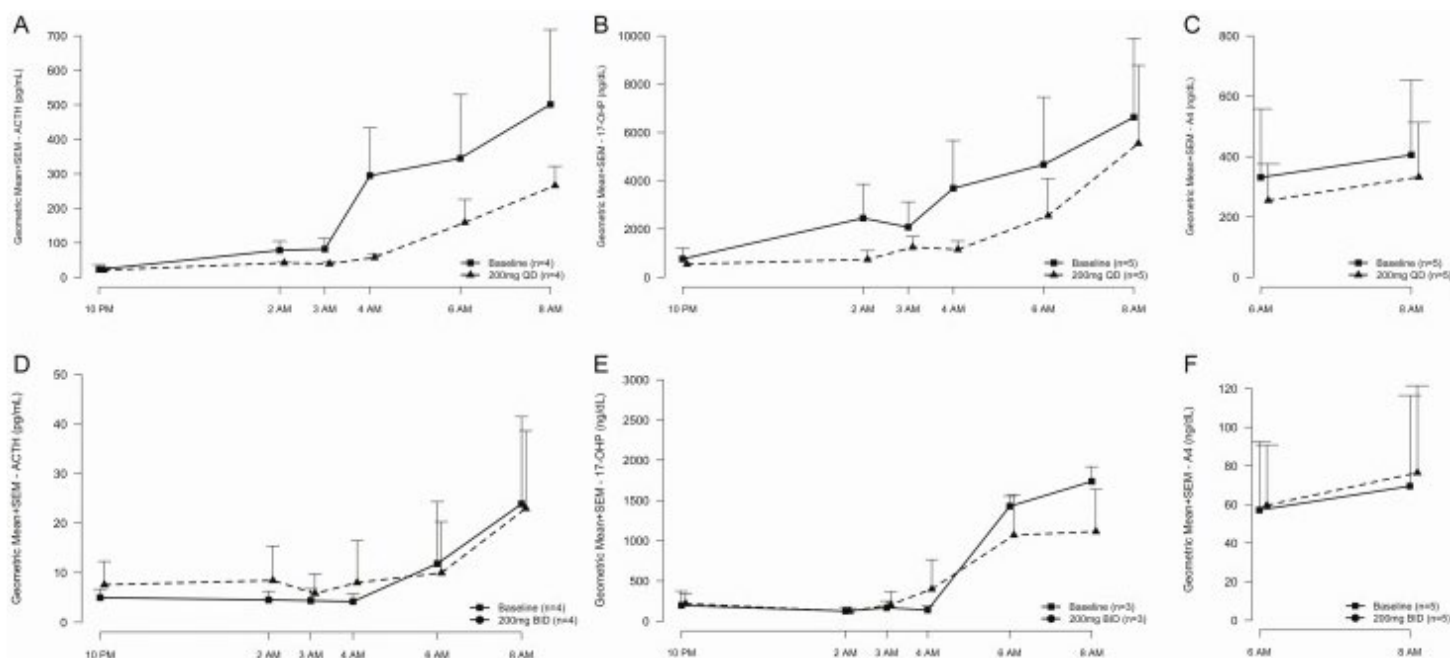 A
Geometric Mean+SEM - ACTH (pg/mL)
700
600
500
400
300
200
100
0
Baseline (n=4)
200mg QD (n=4)
10 PM
2 AM
3 AM
4 AM
6 AM
8 AM
B
Geometric Mean+SEM - 17-OHP (ng/dL)
10000
8000
6000
4000
2000
0
Baseline (n=5)
200mg QD (n=5)
10 PM
2 AM
3 AM
4 AM
6 AM
8 AM
C
Geometric Mean+SEM - A4 (ng/dL)
800
600
400
200
0
Baseline (n=5)
200mg QD (n=5)
6 AM
8 AM
D
Geometric Mean+SEM - ACTH (pg/mL)
50
40
30
20
10
0
Baseline (n=4)
200mg BID (n=4)
10 PM
2 AM
3 AM
4 AM
6 AM
8 AM
E
Geometric Mean+SEM - 17-OHP (ng/dL)
3000
2500
2000
1500
1000
500
0
Baseline (n=3)
200mg BID (n=3)
10 PM
2 AM
3 AM
4 AM
6 AM
8 AM
F
Geometric Mean+SEM - A4 (ng/dL)
120
100
80
60
40
20
0
Baseline (n=5)
200mg BID (n=5)
6 AM
8 AM